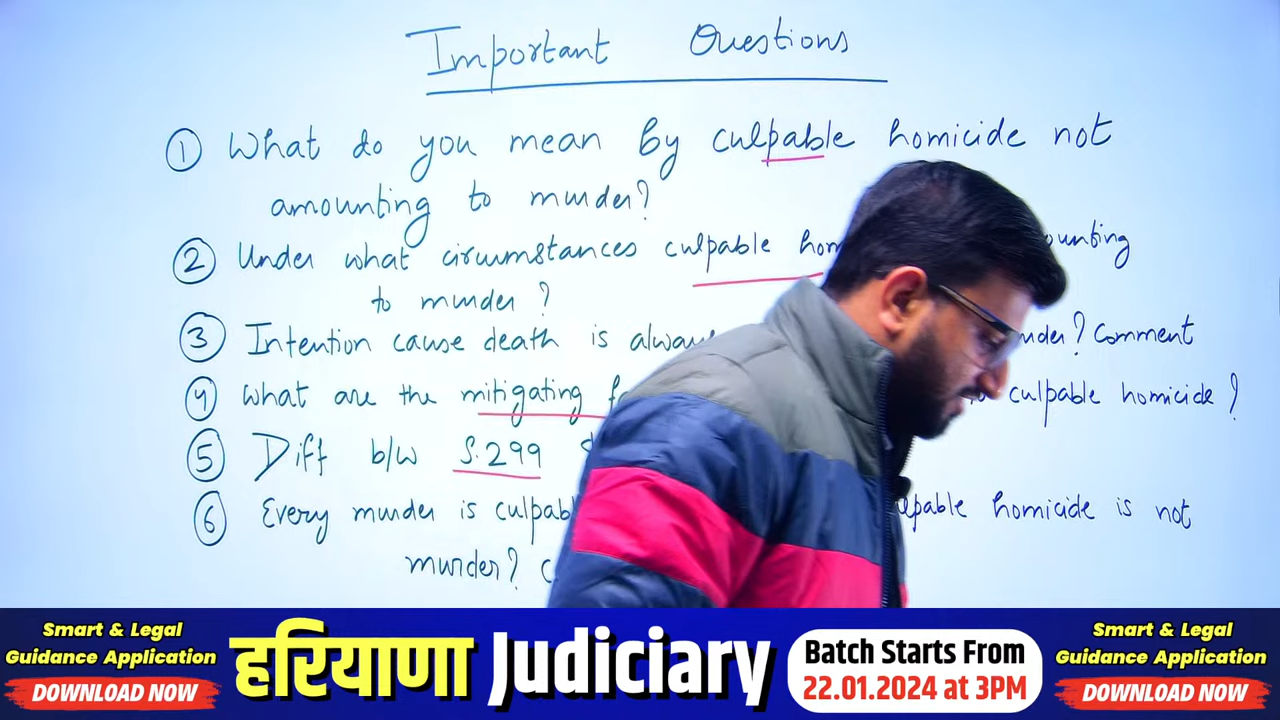 Important Questions
① What do you mean by culpable homicide not
amounting to murder?
② Under what circumstances culpable hom ounting
to murder ?
③ Intention cause death is alway der? Comment
④ What are the mitigating culpable homicide ?
⑤ Diff b/w S.299
⑥ Every murder is culpab lpable homicide is not
murder? C
Smart & Legal
Guidance Application
DOWNLOAD NOW
हरियाणा Judiciary
Batch Starts From
22.01.2024 at 3PM
Smart & Legal
Guidance Application
DOWNLOAD NOW